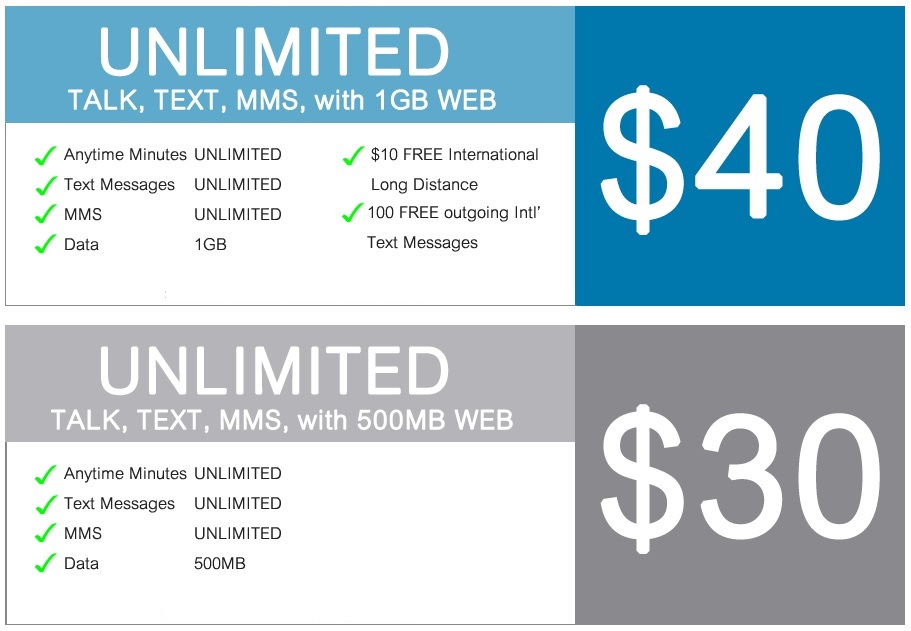 UNLIMITED
TALK, TEXT, MMS, with 1GB WEB
$40
Anytime Minutes UNLIMITED
Text Messages UNLIMITED
MMS UNLIMITED
Data 1GB
$10 FREE International
Long Distance
100 FREE outgoing Intl'
Text Messages
UNLIMITED
TALK, TEXT, MMS, with 500MB WEB
$30
Anytime Minutes UNLIMITED
Text Messages UNLIMITED
MMS UNLIMITED
Data 500MB